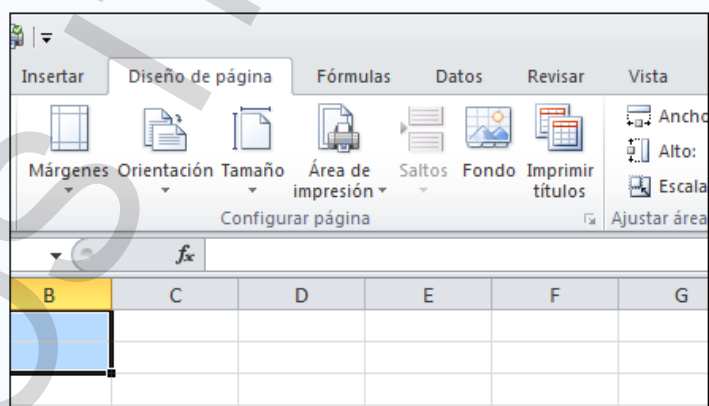 Insertar Diseño de página Fórmulas Datos Revisar Vista
Márgenes Orientación Tamaño Área de impresión Saltos Fondo Imprimir títulos
Ancho
Alto:
Escala
Configurar página Ajustar área
fx
B C D E F G